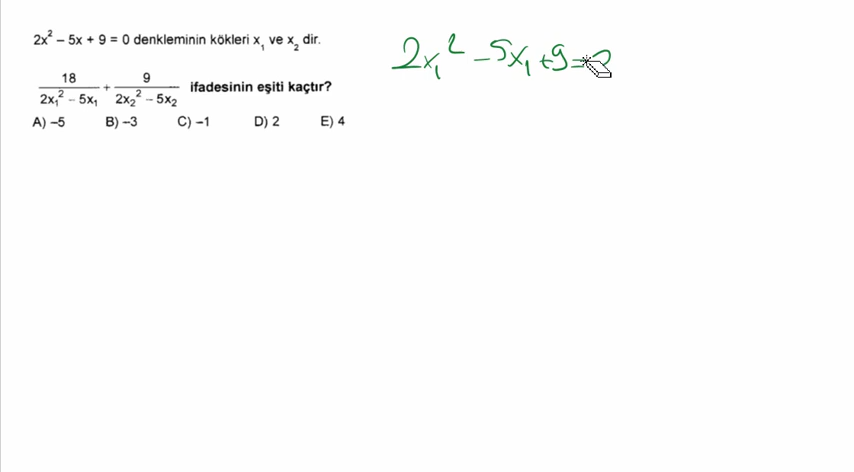 2x² – 5x + 9 = 0 denkleminin kökleri x₁ ve x₂ dir.
18/(2x₁² – 5x₁) + 9/(2x₂² – 5x₂) ifadesinin eşiti kaçtır?
A) –5 B) –3 C) –1 D) 2 E) 4
2x₁² – 5x₁ + 9 =